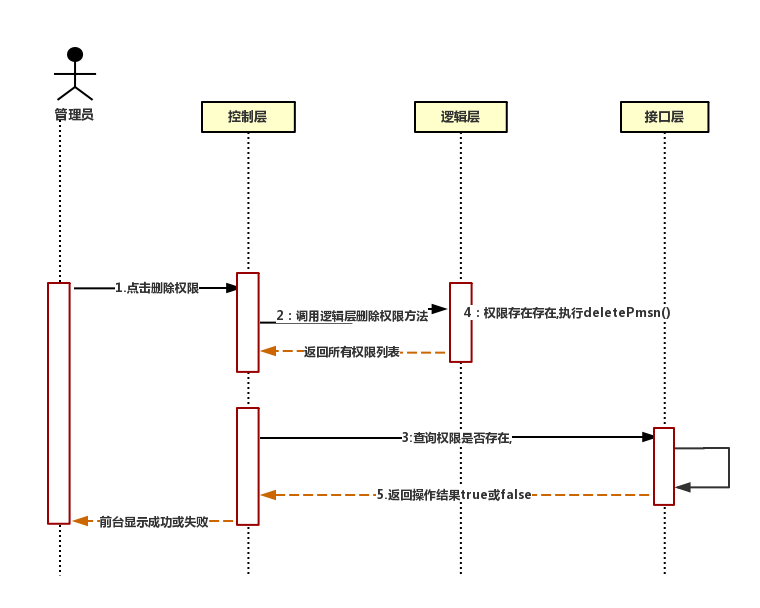 管理员
控制层
逻辑层
接口层
1.点击删除权限
2：调用逻辑层删除权限方法
4：权限存在存在,执行deletePmsn()
返回所有权限列表
3:查询权限是否存在,
5.返回操作结果true或false
前台显示成功或失败